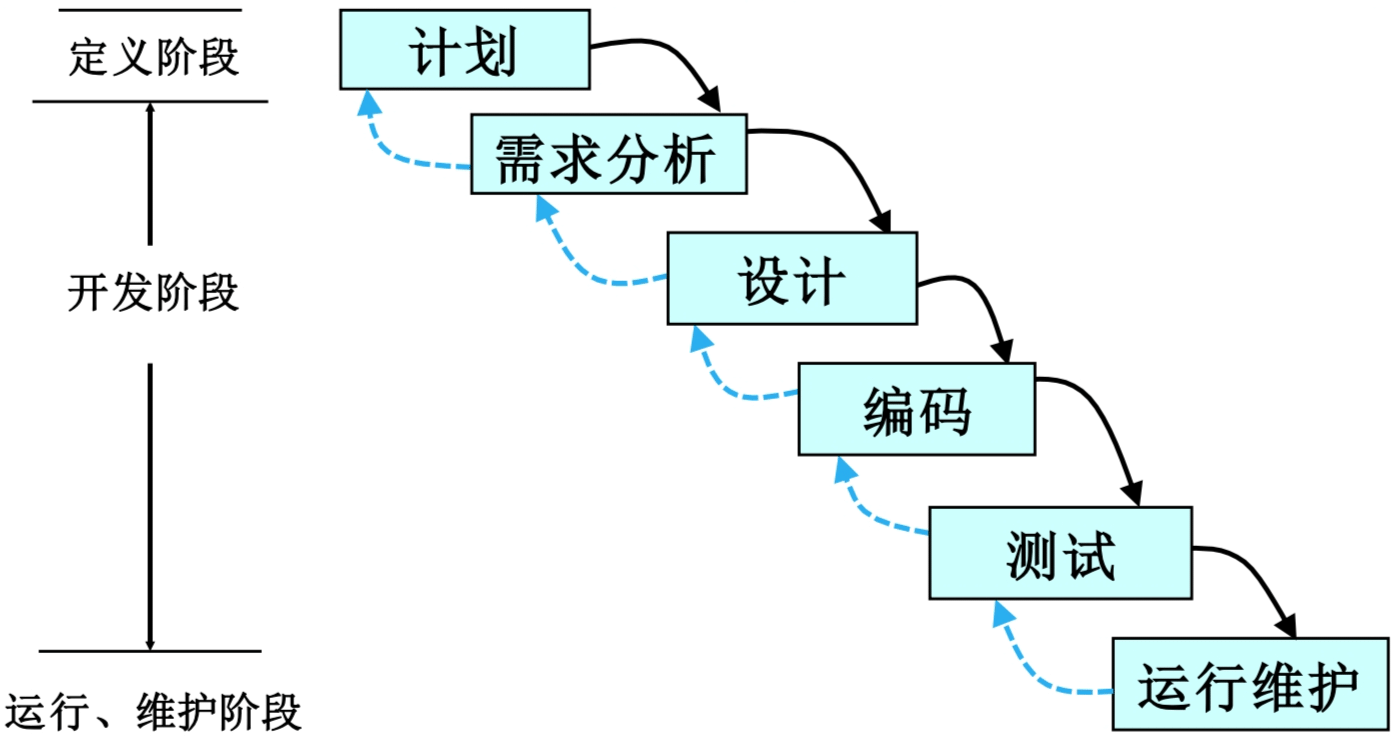 定义阶段
计划
需求分析
开发阶段
设计
编码
测试
运行维护
运行、维护阶段